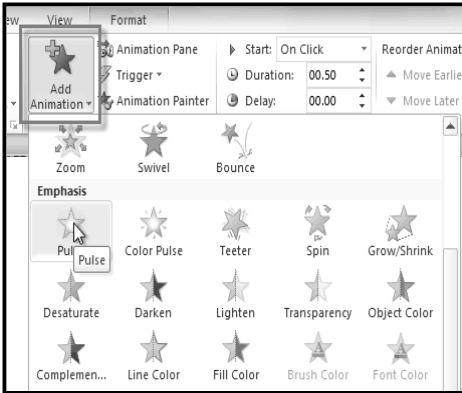 ew View Format
Animation Pane Start: On Click Reorder Animat
Trigger Duration: 00.50 Move Earlie
Add Animation Animation Painter Delay: 00.00 Move Later
Zoom Swivel Bounce
Emphasis
Pul Color Pulse Teeter Spin Grow/Shrink
Pulse
Desaturate Darken Lighten Transparency Object Color
Complemen... Line Color Fill Color Brush Color Font Color